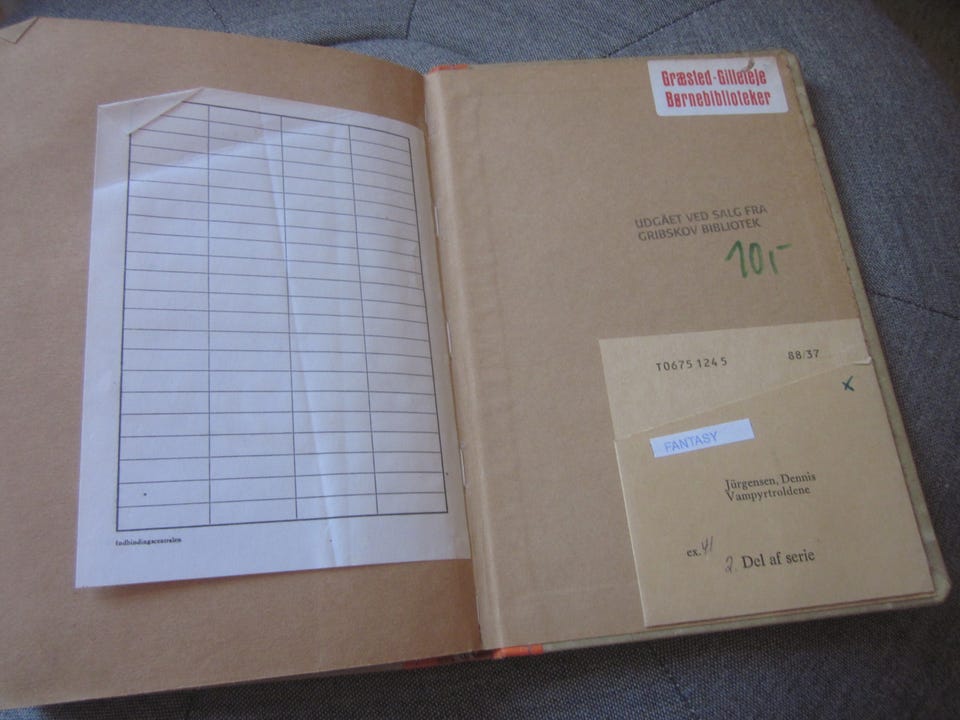 Indbindingscentralen
Græsted-Gilleleje
Børnebiblioteker
UDGÅET VED SALG FRA
GRIBSKOV BIBLIOTEK
10,-
T0675 124 5 88/37
x
FANTASY
Jürgensen, Dennis
Vampyrtroldene
ex. 41
2. Del af serie